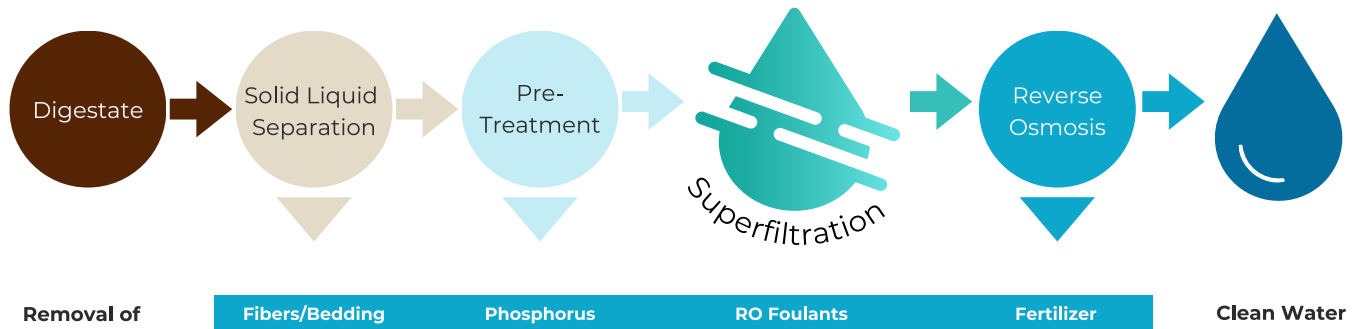 Digestate
Solid Liquid
Separation
Pre-
Treatment
Superfiltration
Reverse
Osmosis
Removal of
Fibers/Bedding
Phosphorus
RO Foulants
Fertilizer
Clean Water